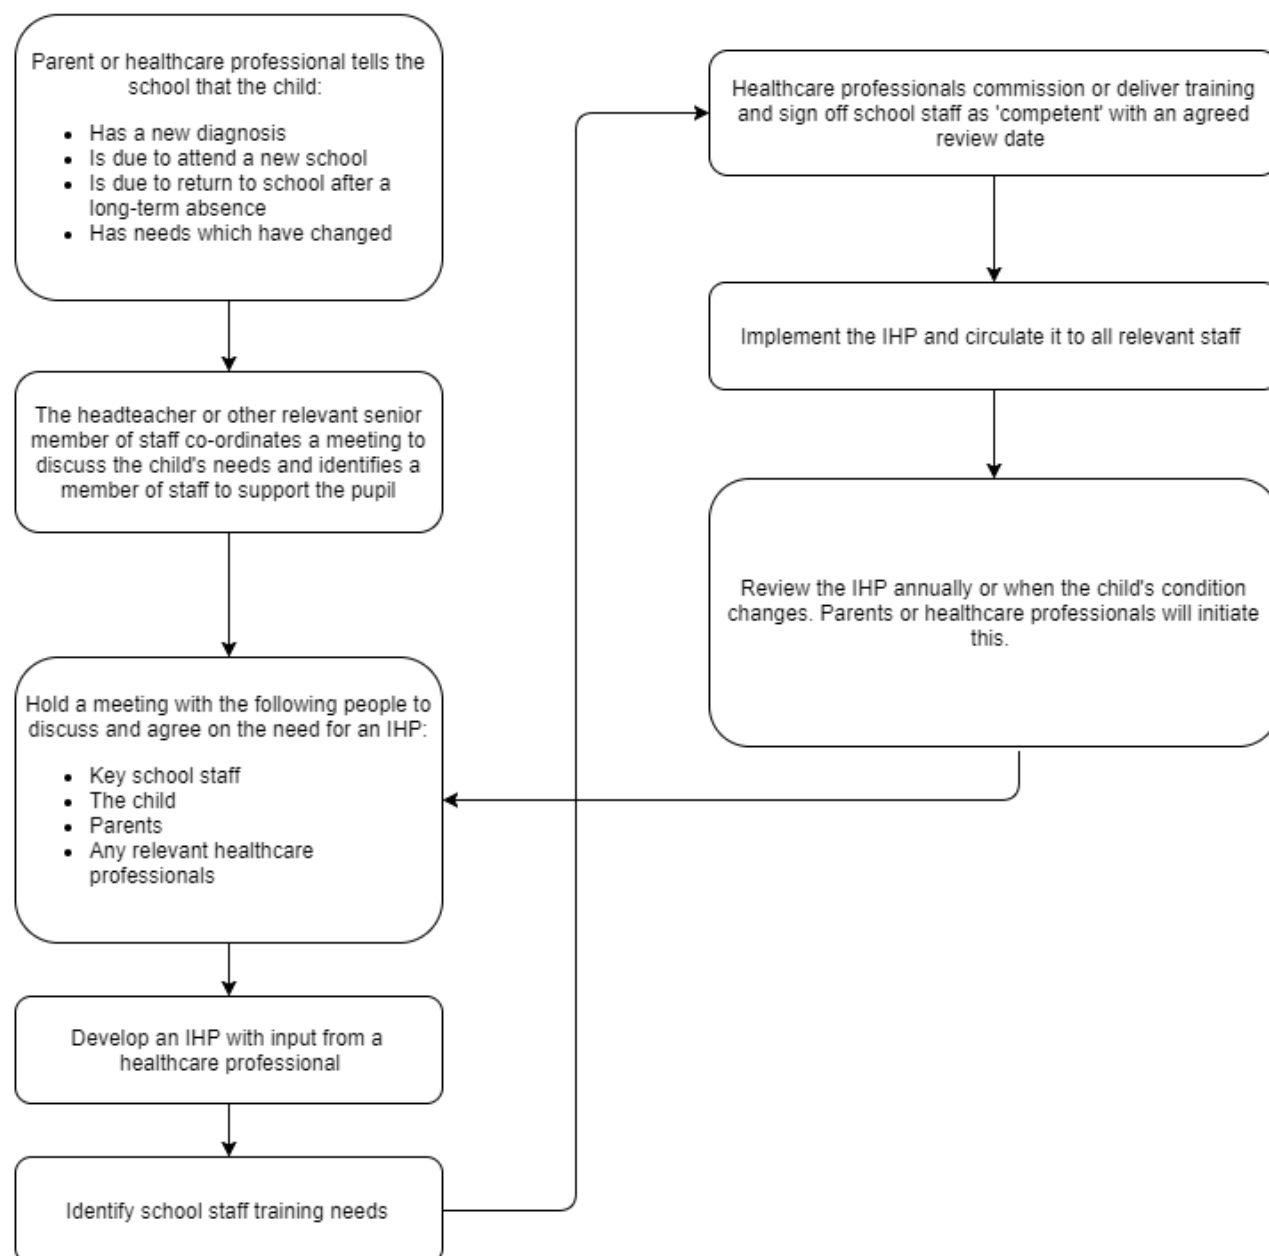 Parent or healthcare professional tells the
school that the child:
• Has a new diagnosis
• Is due to attend a new school
• Is due to return to school after a
long-term absence
• Has needs which have changed
The headteacher or other relevant senior
member of staff co-ordinates a meeting to
discuss the child's needs and identifies a
member of staff to support the pupil
Hold a meeting with the following people to
discuss and agree on the need for an IHP:
• Key school staff
• The child
• Parents
• Any relevant healthcare
professionals
Develop an IHP with input from a
healthcare professional
Identify school staff training needs
Healthcare professionals commission or deliver training
and sign off school staff as 'competent' with an agreed
review date
Implement the IHP and circulate it to all relevant staff
Review the IHP annually or when the child's condition
changes. Parents or healthcare professionals will initiate
this.